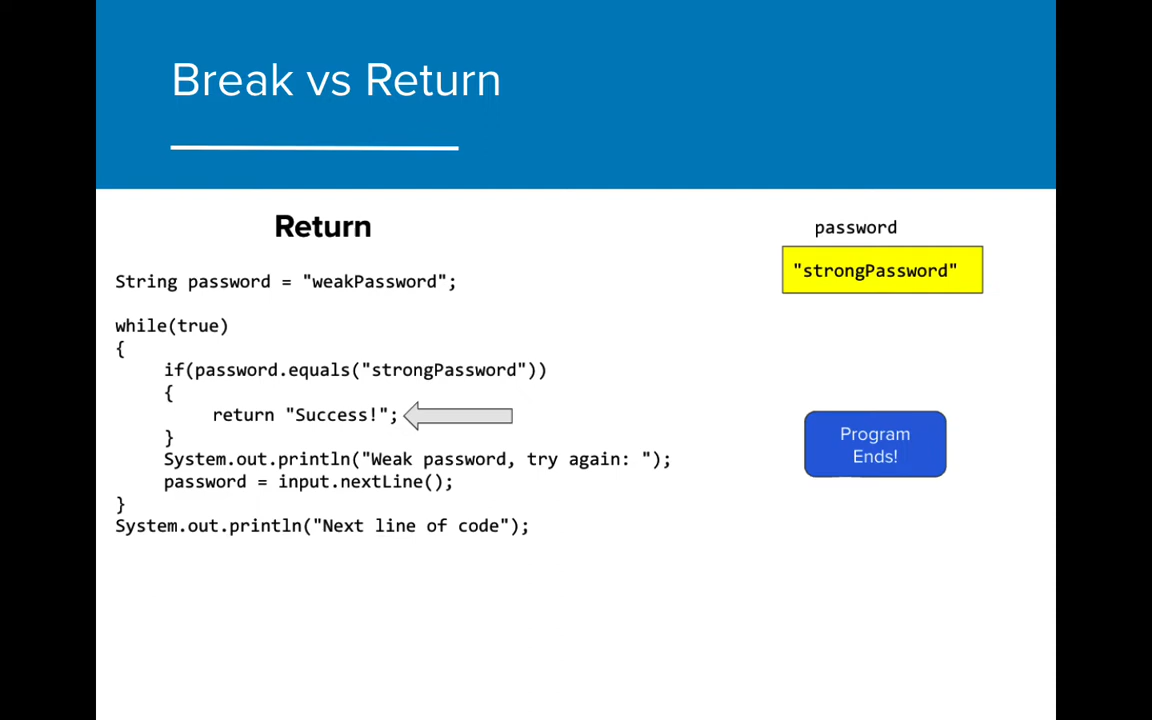 Break vs Return
Return
String password = "weakPassword";
while(true)
{
if(password.equals("strongPassword"))
{
return "Success!";
}
System.out.println("Weak password, try again: ");
password = input.nextLine();
}
System.out.println("Next line of code");
password
"strongPassword"
Program
Ends!